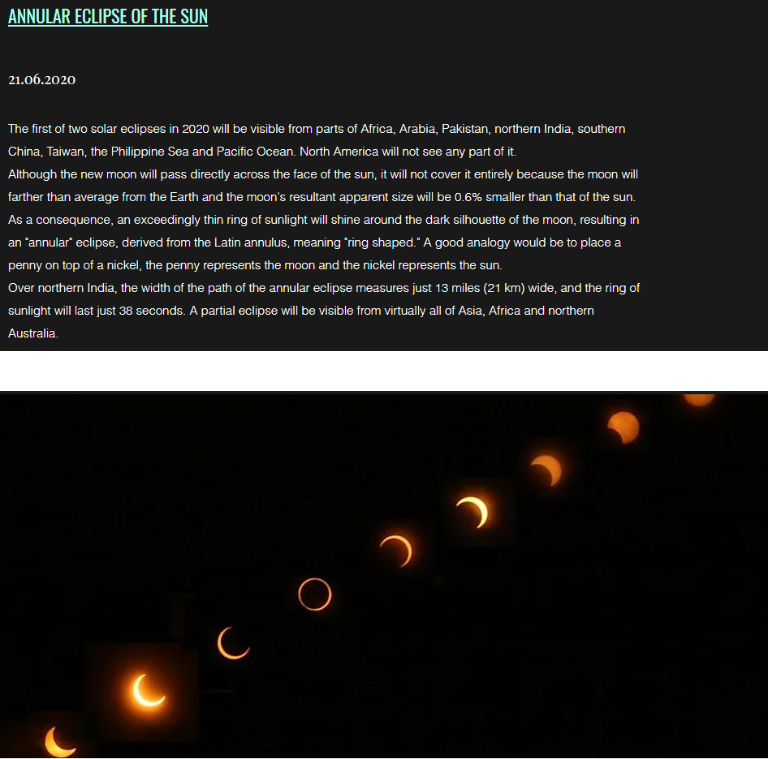 ANNULAR ECLIPSE OF THE SUN
21.06.2020
The first of two solar eclipses in 2020 will be visible from parts of Africa, Arabia, Pakistan, northern India, southern
China, Taiwan, the Philippine Sea and Pacific Ocean. North America will not see any part of it.
Although the new moon will pass directly across the face of the sun, it will not cover it entirely because the moon will
farther than average from the Earth and the moon's resultant apparent size will be 0.6% smaller than that of the sun.
As a consequence, an exceedingly thin ring of sunlight will shine around the dark silhouette of the moon, resulting in
an "annular" eclipse, derived from the Latin annulus, meaning "ring shaped." A good analogy would be to place a
penny on top of a nickel, the penny represents the moon and the nickel represents the sun.
Over northern India, the width of the path of the annular eclipse measures just 13 miles (21 km) wide, and the ring of
sunlight will last just 38 seconds. A partial eclipse will be visible from virtually all of Asia, Africa and northern
Australia.